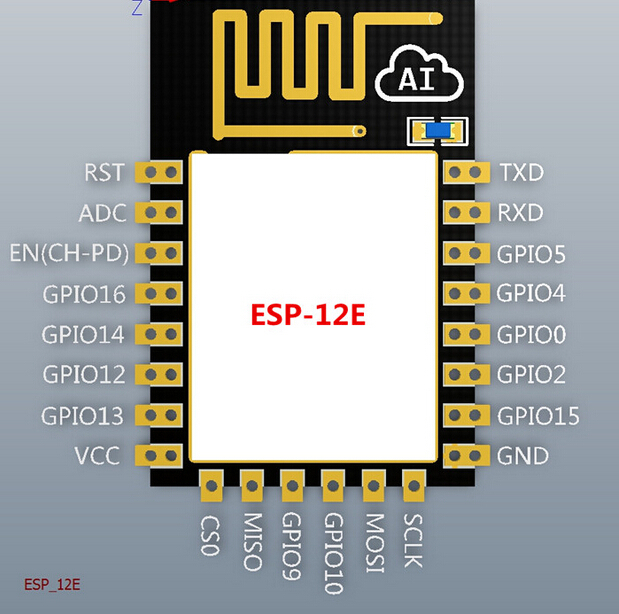 Z
AI
RST
TXD
ADC
RXD
EN(CH-PD)
GPIO5
GPIO16
GPIO4
GPIO14
GPIO0
GPIO12
GPIO2
GPIO13
GPIO15
VCC
GND
ESP-12E
CS0
MISO
GPIO9
GPIO10
MOSI
SCLK
ESP_12E